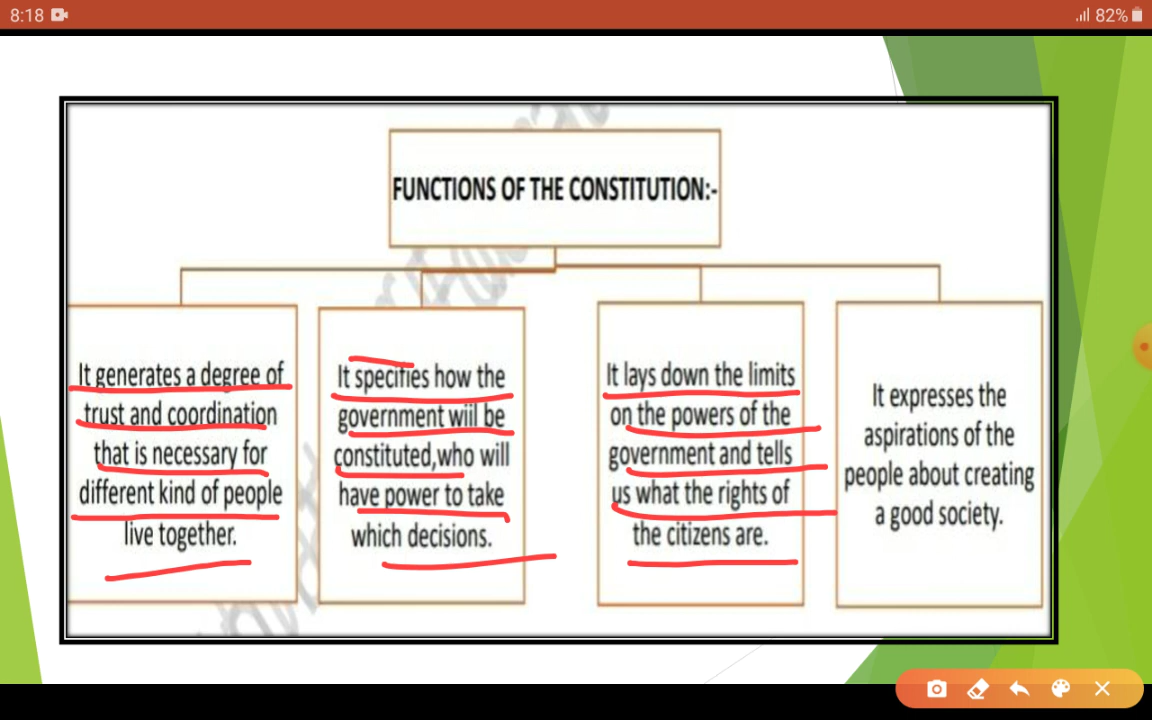 8:18
82%
FUNCTIONS OF THE CONSTITUTION:-
It generates a degree of
trust and coordination
that is necessary for
different kind of people
live together.
It specifies how the
government wiil be
constituted,who will
have power to take
which decisions.
It lays down the limits
on the powers of the
government and tells
us what the rights of
the citizens are.
It expresses the
aspirations of the
people about creating
a good society.